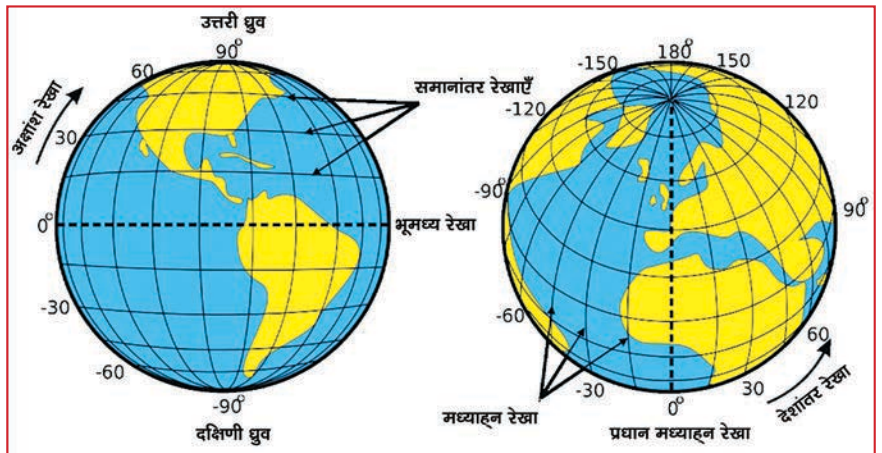 उत्तरी ध्रुव
90°
60
30
0°
-30
-60
-90°
अक्षांश रेखा
दक्षिणी ध्रुव
समानांतर रेखाएँ
भूमध्य रेखा
मध्याह्न रेखा
180°
-150
150
-120
120
-90°
90°
-60
60
-30
30
0°
देशांतर रेखा
प्रधान मध्याह्न रेखा